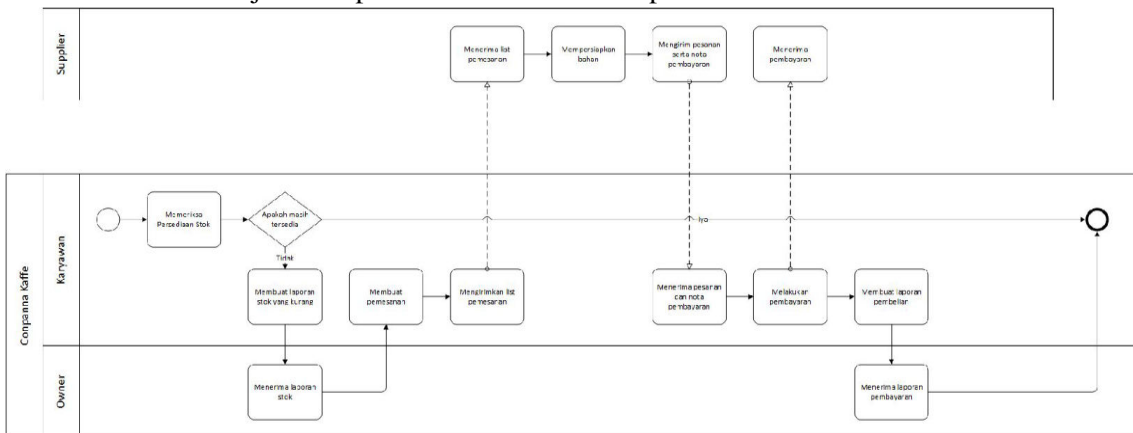 Supplier
Menerima list
pemesanan
Mempersiapkan
bahan
Mengirim pesanan
serta nota
pembayaran
Menerima
pembayaran
Conpanna Kaffe
Karyawan
Memeriksa
Persediaan Stok
Apakah masih
tersedia
Iya
Tidak
Membuat laporan
stok yang kurang
Membuat
pemesanan
Mengirimkan list
pemesanan
Menerima pesanan
dan nota
pembayaran
Melakukan
pembayaran
Membuat laporan
pembelian
Owner
Menerima laporan
stok
Menerima laporan
pembayaran